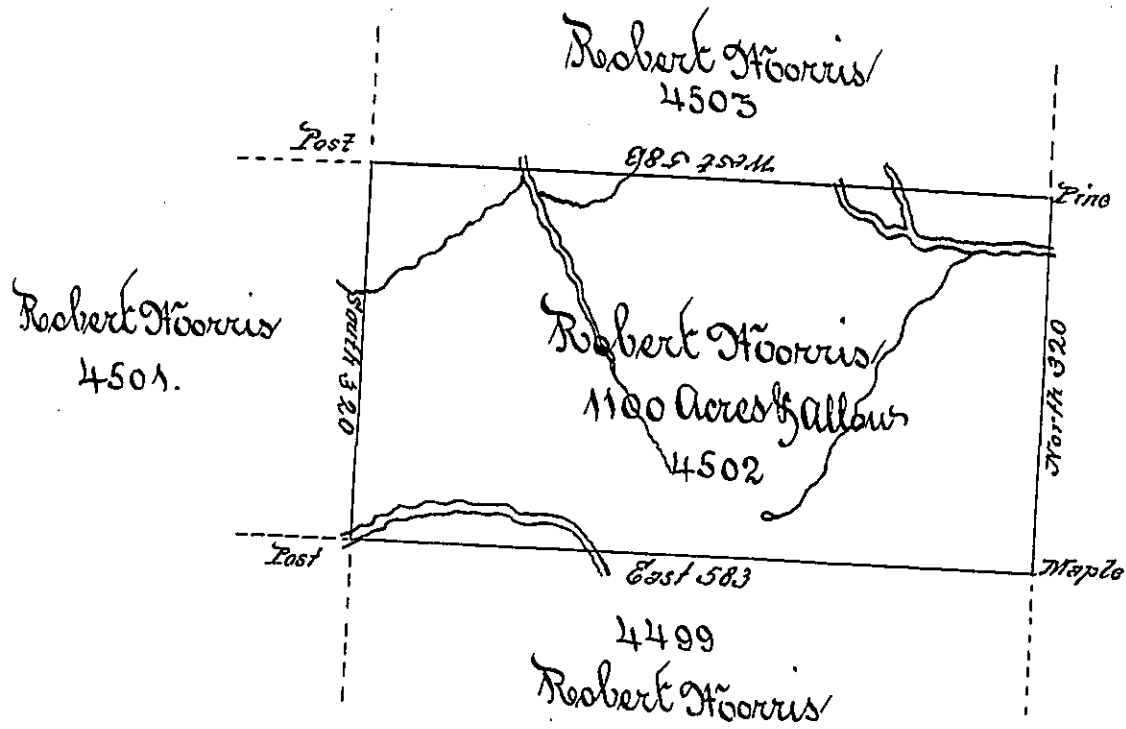 Robert Morris
4503
Post
West 583
Pine
Robert Morris
4501.
South 320
Robert Morris
1100 Acres & Allow
4502
North 320
Post
East 583
Maple
4499
Robert Morris